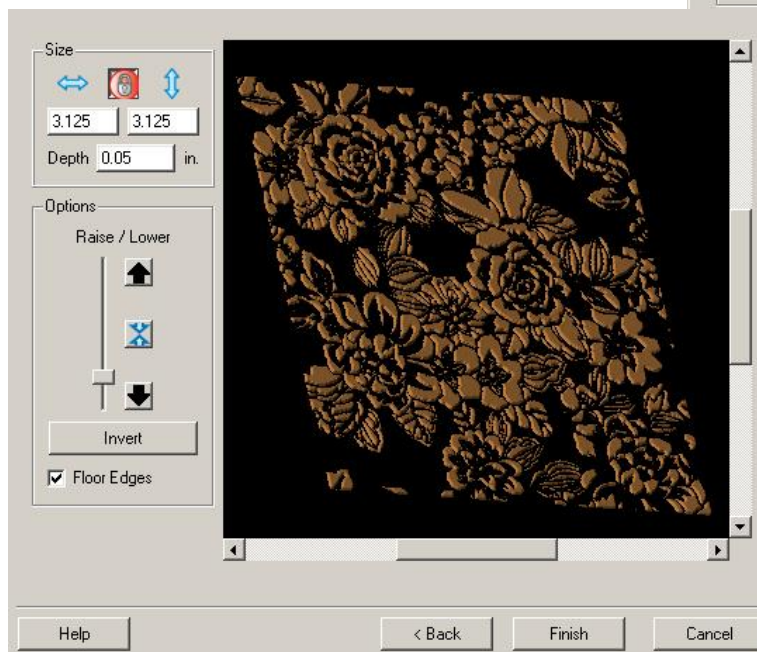 Size
3.125 3.125
Depth 0.05 in.
Options
Raise / Lower
Invert
Floor Edges
Help < Back Finish Cancel